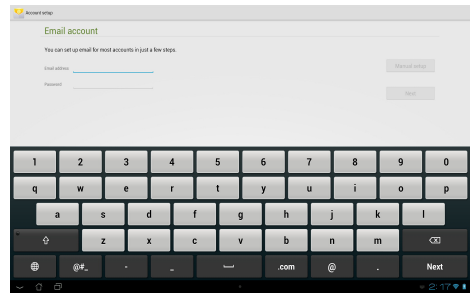 Account setup
Email account
You can set up email for most accounts in just a few steps.
Email address
Manual setup
Password
Next
1 2 3 4 5 6 7 8 9 0
q w e r t y u i o p
a s d f g h j k l
z x c v b n m
@#_ - _ .com @ . Next
2:17